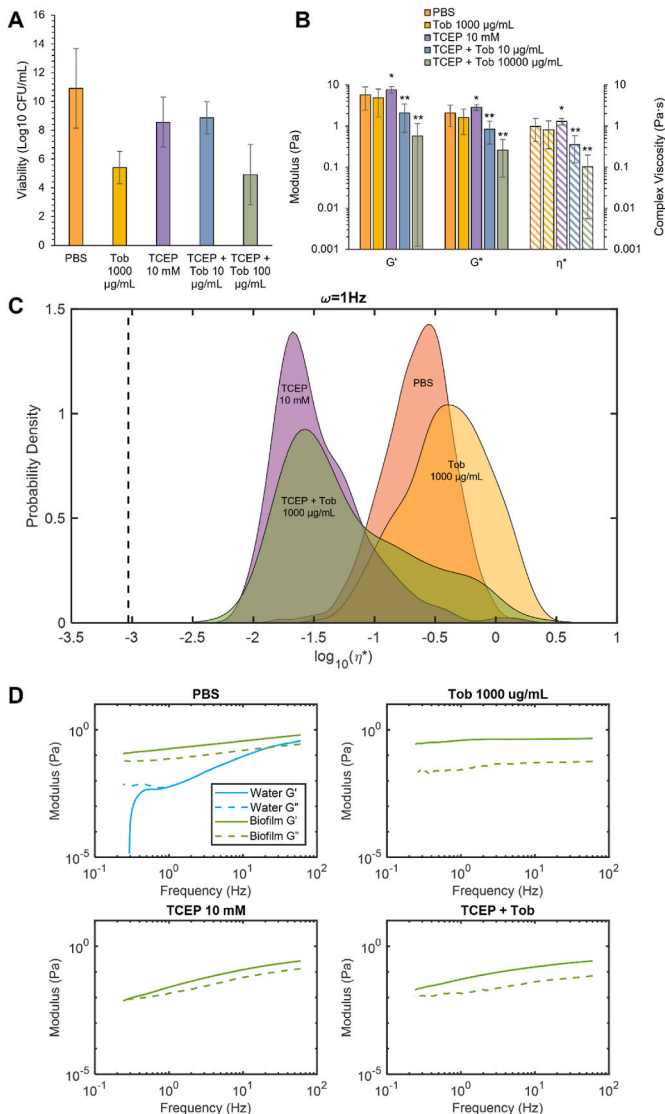 A
Viability (Log10 CFU/mL)
16
14
12
10
8
6
4
2
0
PBS
Tob
1000
µg/mL
TCEP
10 mM
TCEP +
Tob 10
µg/mL
TCEP +
Tob 100
µg/mL
B
PBS
Tob 1000 µg/mL
TCEP 10 mM
TCEP + Tob 10 µg/mL
TCEP + Tob 10000 µg/mL
Modulus (Pa)
10
1
0.1
0.01
0.001
* ** **
* ** **
* ** **
G'
G"
η*
10
1
0.1
0.01
0.001
Complex Viscosity (Pa·s)
C
ω=1Hz
Probability Density
1.5
1
0.5
0
TCEP
10 mM
PBS
Tob
1000 µg/mL
TCEP + Tob
1000 µg/mL
-3.5 -3 -2.5 -2 -1.5 -1 -0.5 0 0.5 1
log10(η*)
D
PBS
Modulus (Pa)
10^0
10^-5
Water G'
Water G"
Biofilm G'
Biofilm G"
10^-1 10^0 10^1 10^2
Frequency (Hz)
Tob 1000 ug/mL
Modulus (Pa)
10^0
10^-5
10^-1 10^0 10^1 10^2
Frequency (Hz)
TCEP 10 mM
Modulus (Pa)
10^0
10^-5
10^-1 10^0 10^1 10^2
Frequency (Hz)
TCEP + Tob
Modulus (Pa)
10^0
10^-5
10^-1 10^0 10^1 10^2
Frequency (Hz)